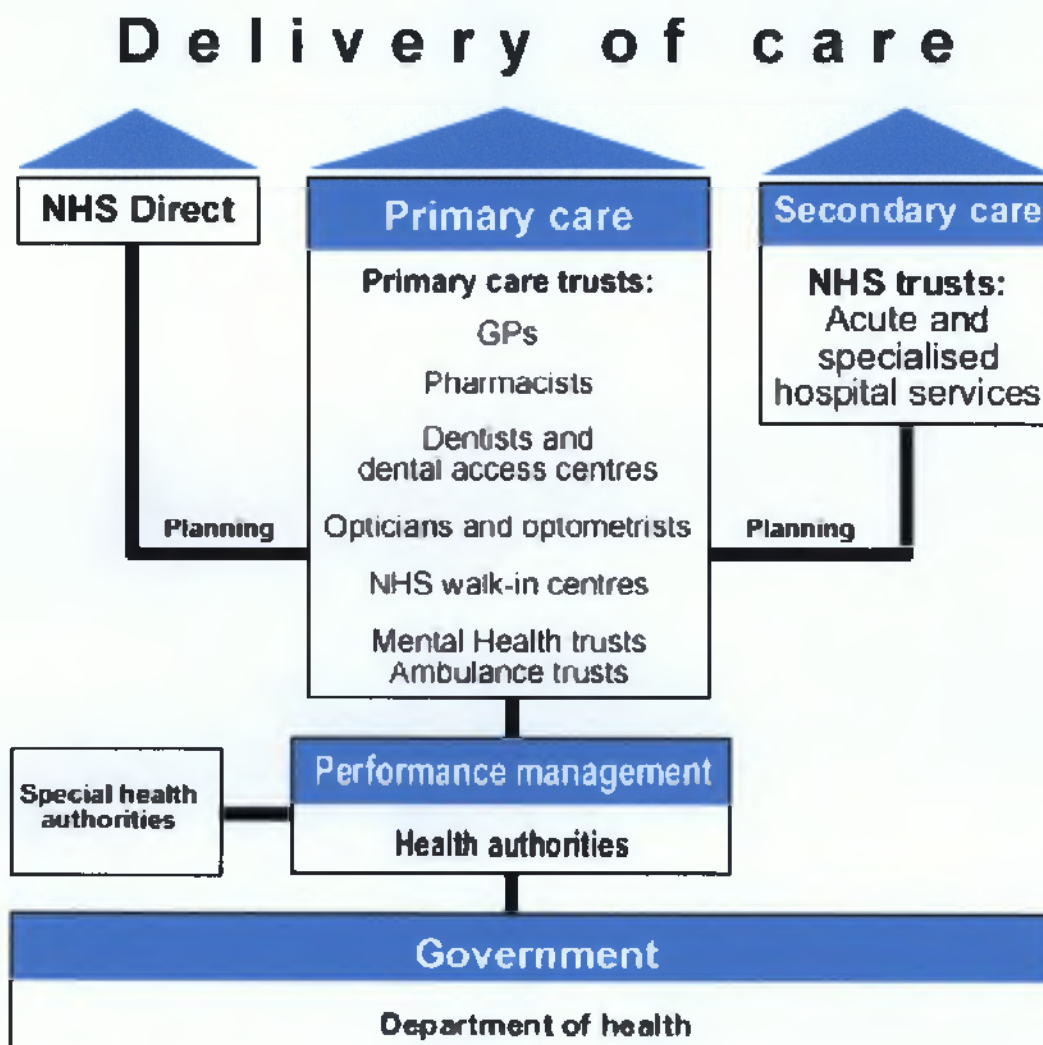 Delivery of care
NHS Direct
Primary care
Primary care trusts:
GPs
Pharmacists
Dentists and
dental access centres
Opticians and optometrists
NHS walk-in centres
Mental Health trusts
Ambulance trusts
Secondary care
NHS trusts:
Acute and
specialised
hospital services
Planning
Planning
Special health
authorities
Performance management
Health authorities
Government
Department of health